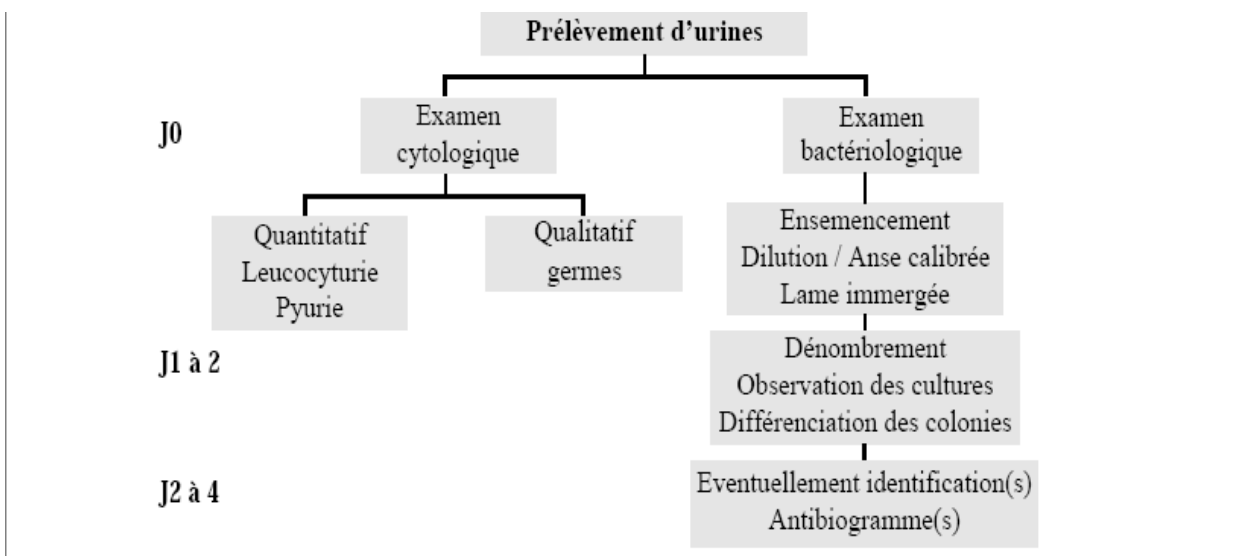 Prélèvement d'urines
J0
Examen
cytologique
Examen
bactériologique
Quantitatif
Leucocyturie
Pyurie
Qualitatif
germes
Ensemencement
Dilution / Anse calibrée
Lame immergée
J1 à 2
Dénombrement
Observation des cultures
Différenciation des colonies
J2 à 4
Eventuellement identification(s)
Antibiogramme(s)